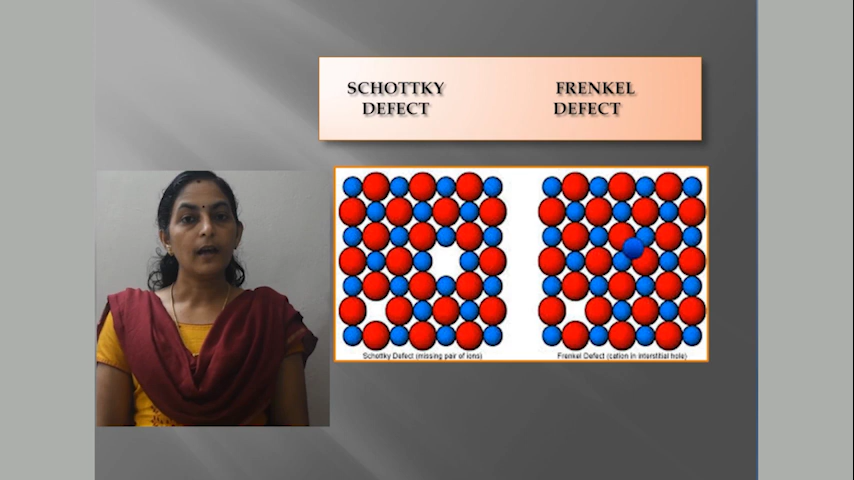 SCHOTTKY DEFECT
FRENKEL DEFECT
Schottky Defect (missing pair of ions)
Frenkel Defect (cation in interstitial hole)